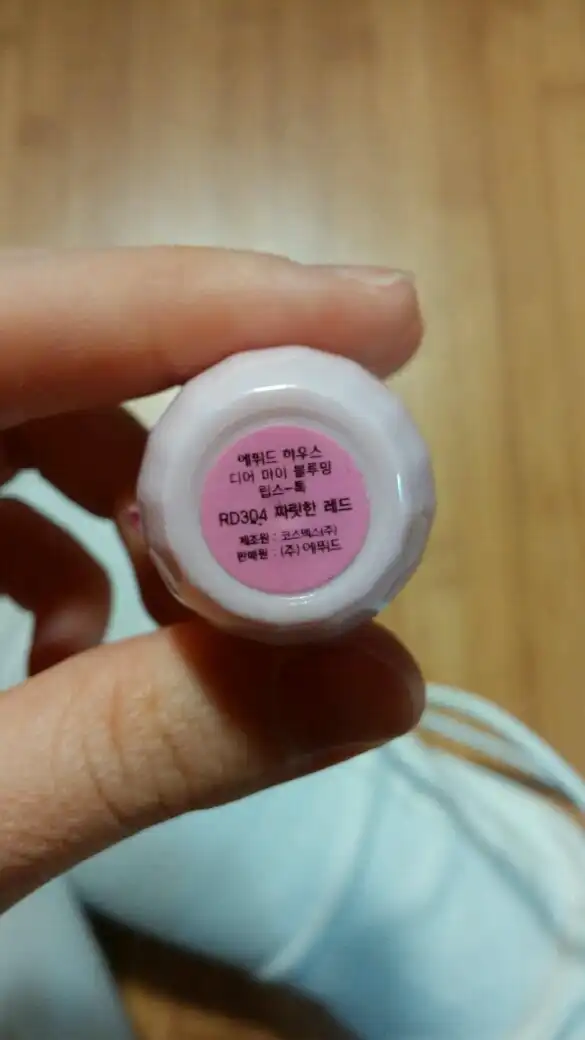 에뛰드 하우스
디어 마이 블루밍
립스-톡
RD304 짜릿한 레드
제조원 : 코스멕스(주)
판매원 : (주)에뛰드